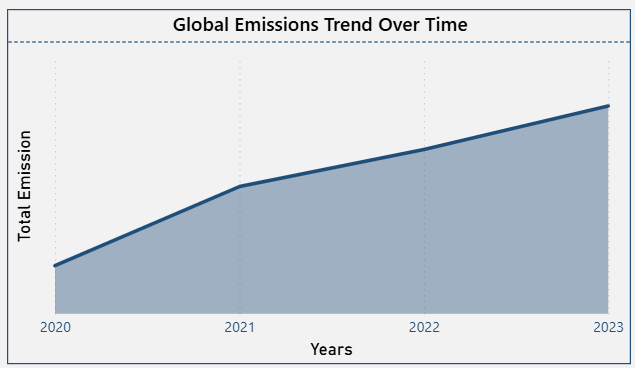 Global Emissions Trend Over Time
Total Emission
2020 2021 2022 2023
Years